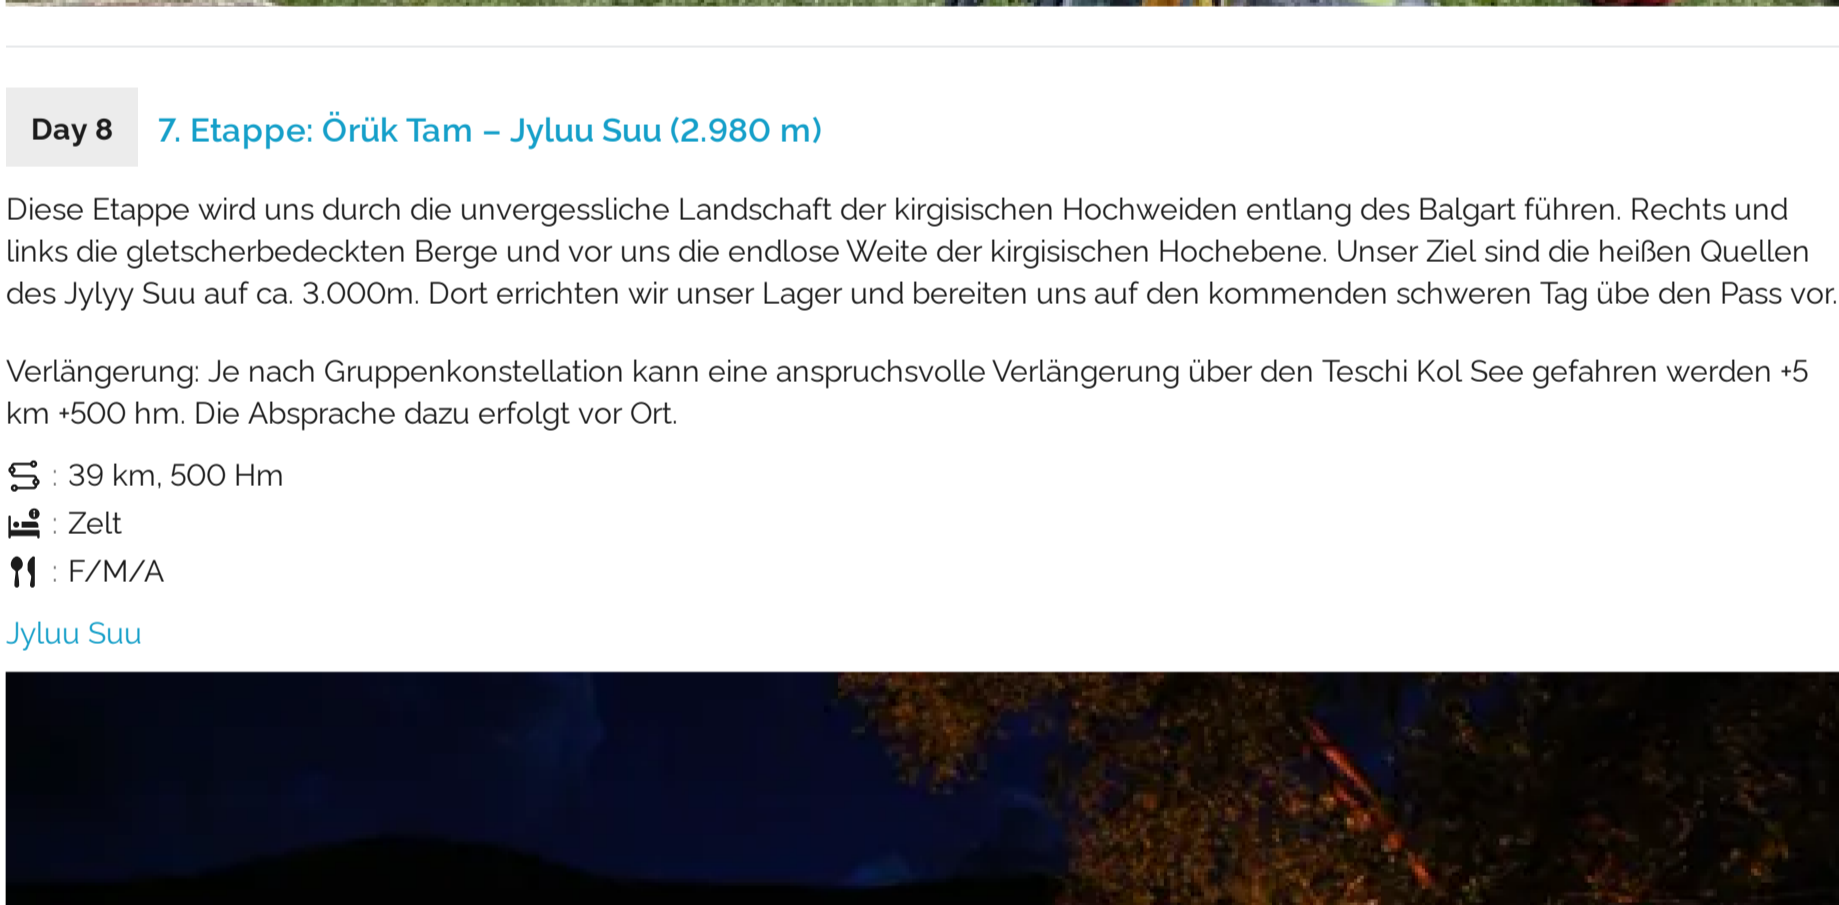 Day 8
7. Etappe: Örük Tam – Jyluu Suu (2.980 m)
Diese Etappe wird uns durch die unvergessliche Landschaft der kirgisischen Hochweiden entlang des Balgart führen. Rechts und
links die gletscherbedeckten Berge und vor uns die endlose Weite der kirgisischen Hochebene. Unser Ziel sind die heißen Quellen
des Jylyy Suu auf ca. 3.000m. Dort errichten wir unser Lager und bereiten uns auf den kommenden schweren Tag übe den Pass vor.
Verlängerung: Je nach Gruppenkonstellation kann eine anspruchsvolle Verlängerung über den Teschi Kol See gefahren werden +5
km +500 hm. Die Absprache dazu erfolgt vor Ort.
: 39 km, 500 Hm
: Zelt
: F/M/A
Jyluu Suu